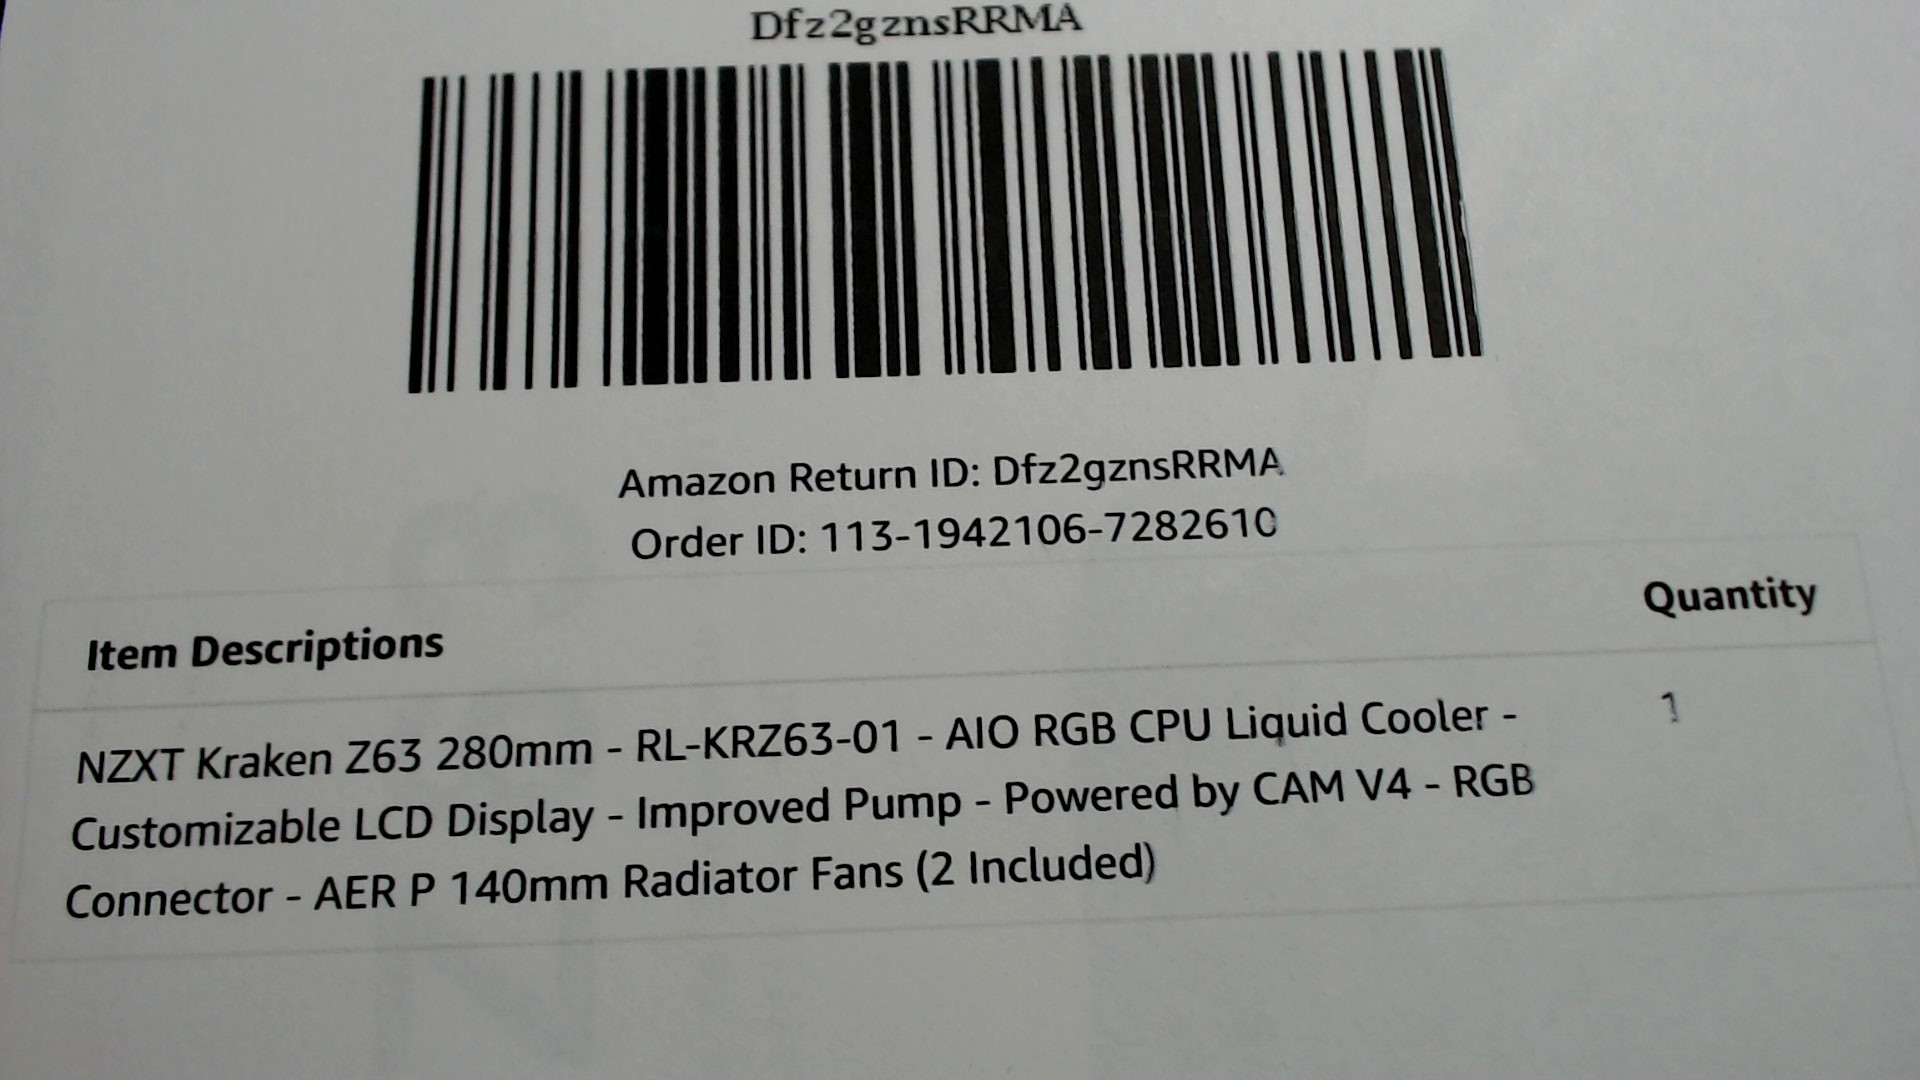 Dfz2gznsRRMA
Amazon Return ID: Dfz2gznsRRMA
Order ID: 113-1942106-7282610
Item Descriptions
Quantity
NZXT Kraken Z63 280mm - RL-KRZ63-01 - AIO RGB CPU Liquid Cooler -
1
Customizable LCD Display - Improved Pump - Powered by CAM V4 - RGB
Connector - AER P 140mm Radiator Fans (2 Included)